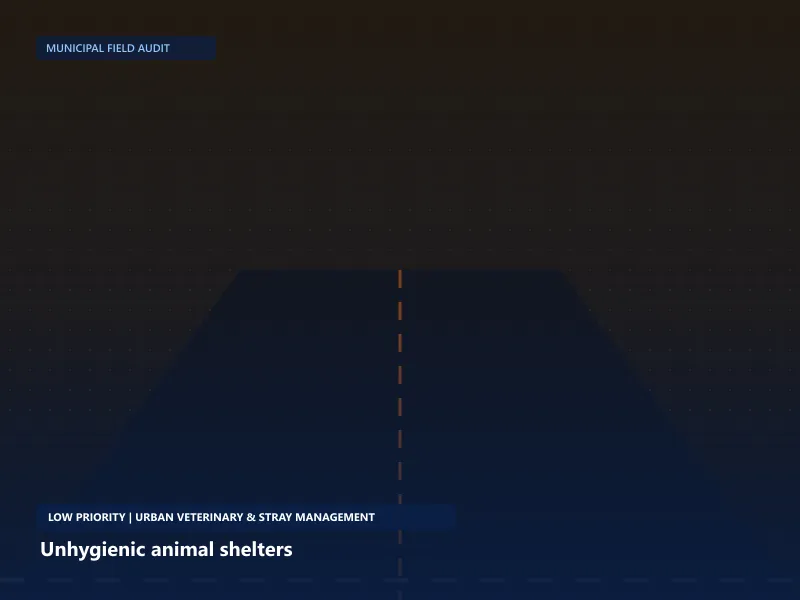 MUNICIPAL FIELD AUDIT
LOW PRIORITY | URBAN VETERINARY & STRAY MANAGEMENT
Unhygienic animal shelters